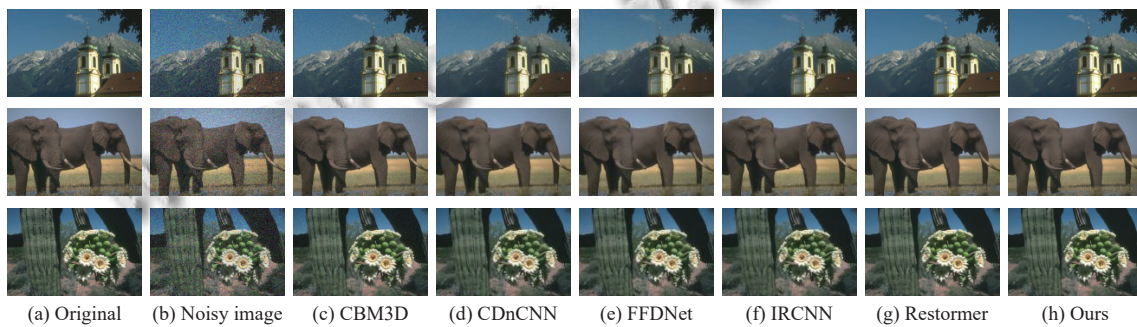 (a) Original (b) Noisy image (c) CBM3D (d) CDnCNN (e) FFDNet (f) IRCNN (g) Restormer (h) Ours